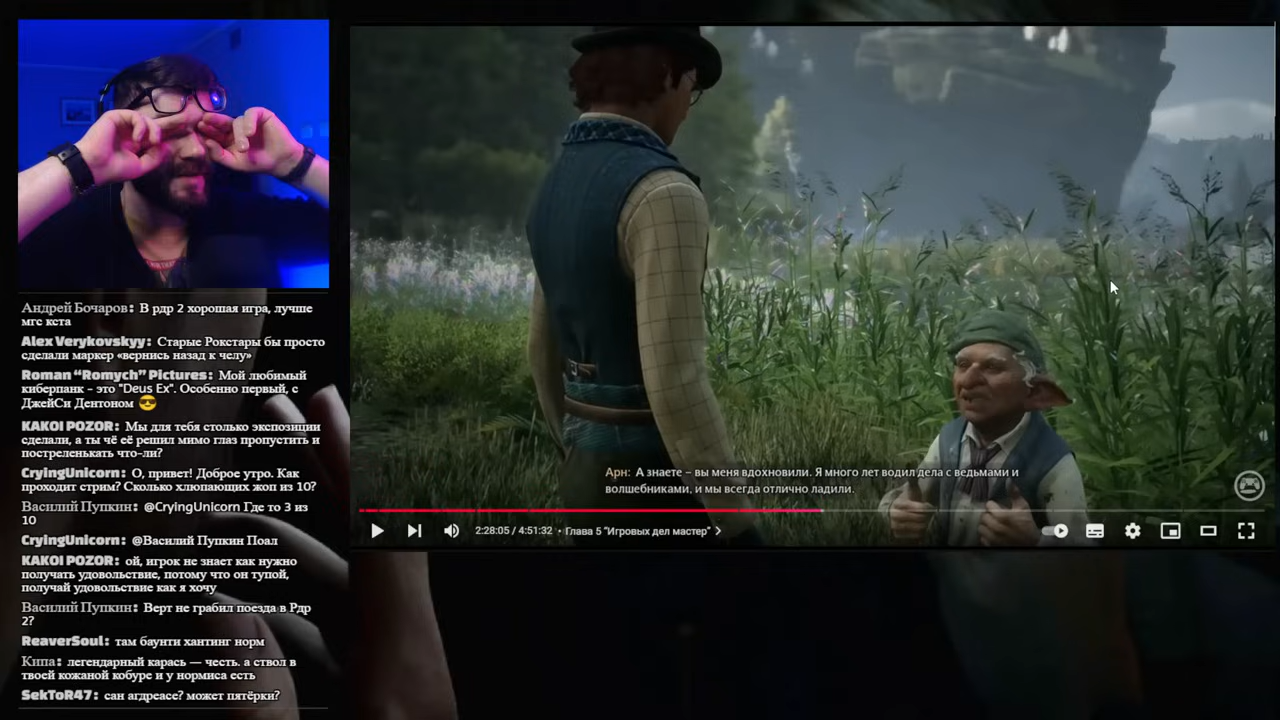 Андрей Бочаров: В рдр 2 хорошая игра, лучше
мгс кста
Alex Verykovskyy: Старые Рокстары бы просто
сделали маркер «вернись назад к челу»
Roman “Romych” Pictures: Мой любимый
киберпанк - это "Deus Ex". Особенно первый, с
ДжейСи Дентоном 😎
KAKOI POZOR: Мы для тебя столько экспозиции
сделали, а ты чё её решил мимо глаз пропустить и
постреленькать что-ли?
CryingUnicorn: О, привет! Доброе утро. Как
проходит стрим? Сколько хлюпающих жоп из 10?
Василий Пупкин: @CryingUnicorn Где то 3 из
10
CryingUnicorn: @Василий Пупкин Поал
KAKOI POZOR: ой, игрок не знает как нужно
получать удовольствие, потому что он тупой,
получай удовольствие как я хочу
Василий Пупкин: Верт не грабил поезда в Рдр
2?
ReaverSoul: там баунти хантинг норм
Кипа: легендарный карась — честь. а ствол в
твоей кожаной кобуре и у нормиса есть
SekToR47: сан агдреасе? может пятёрки?
Арн: А знаете – вы меня вдохновили. Я много лет водил дела с ведьмами и
волшебниками, и мы всегда отлично ладили.
2:28:05 / 4:51:32 • Глава 5 “Игровых дел мастер”